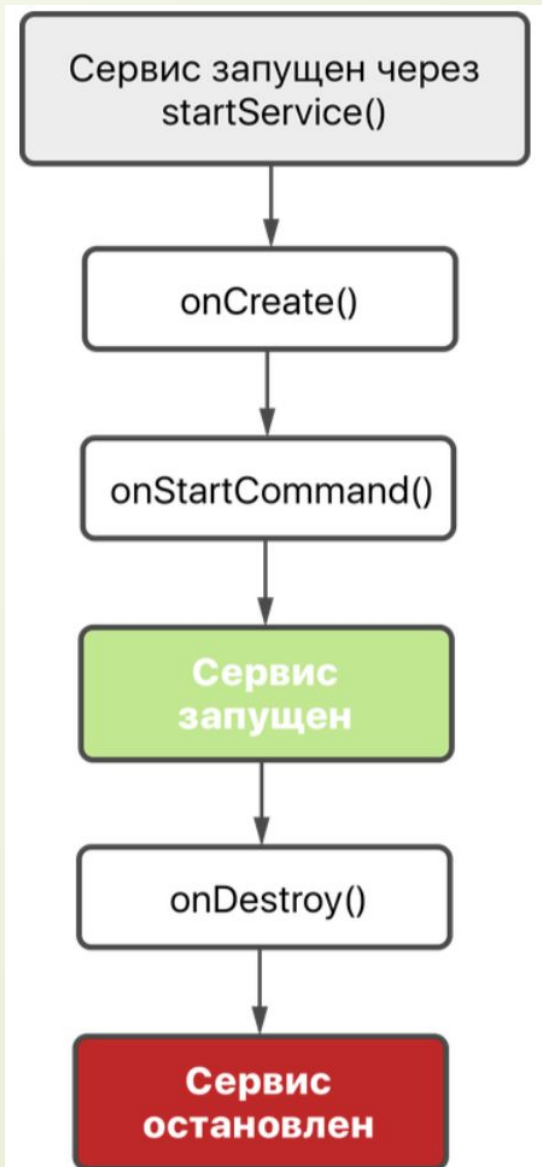 Сервис запущен через
startService()
onCreate()
onStartCommand()
Сервис
запущен
onDestroy()
Сервис
остановлен